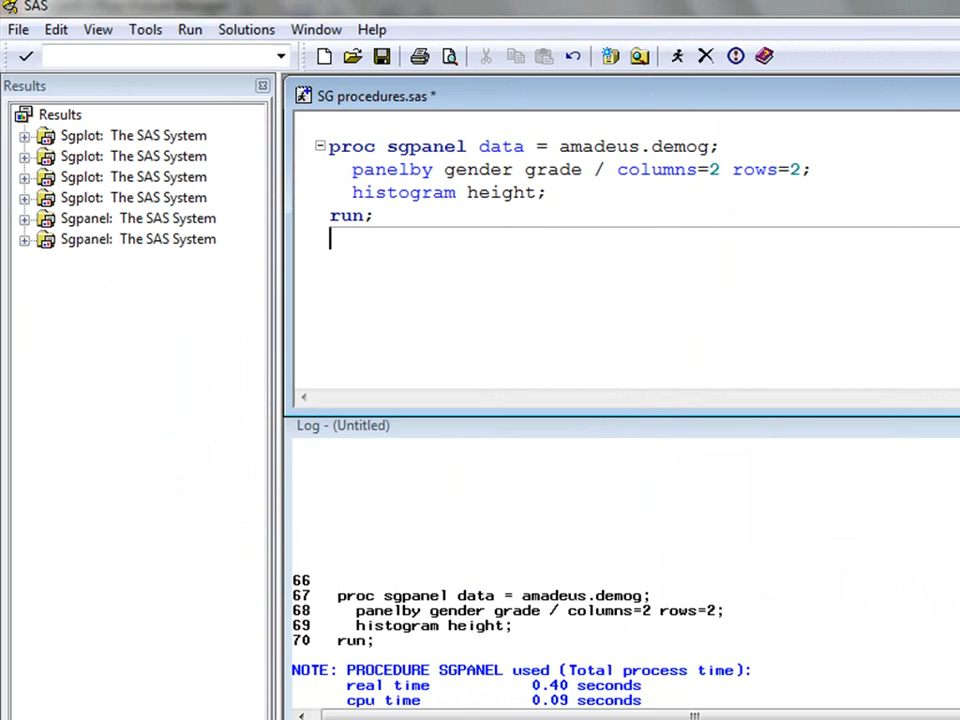 SAS
File Edit View Tools Run Solutions Window Help
Results
SG procedures.sas *
Results
Sgplot: The SAS System
Sgplot: The SAS System
Sgplot: The SAS System
Sgplot: The SAS System
Sgpanel: The SAS System
Sgpanel: The SAS System
proc sgpanel data = amadeus.demog;
panelby gender grade / columns=2 rows=2;
histogram height;
run;
Log - (Untitled)
66
67 proc sgpanel data = amadeus.demog;
68 panelby gender grade / columns=2 rows=2;
69 histogram height;
70 run;
NOTE: PROCEDURE SGPANEL used (Total process time):
real time 0.40 seconds
cpu time 0.09 seconds